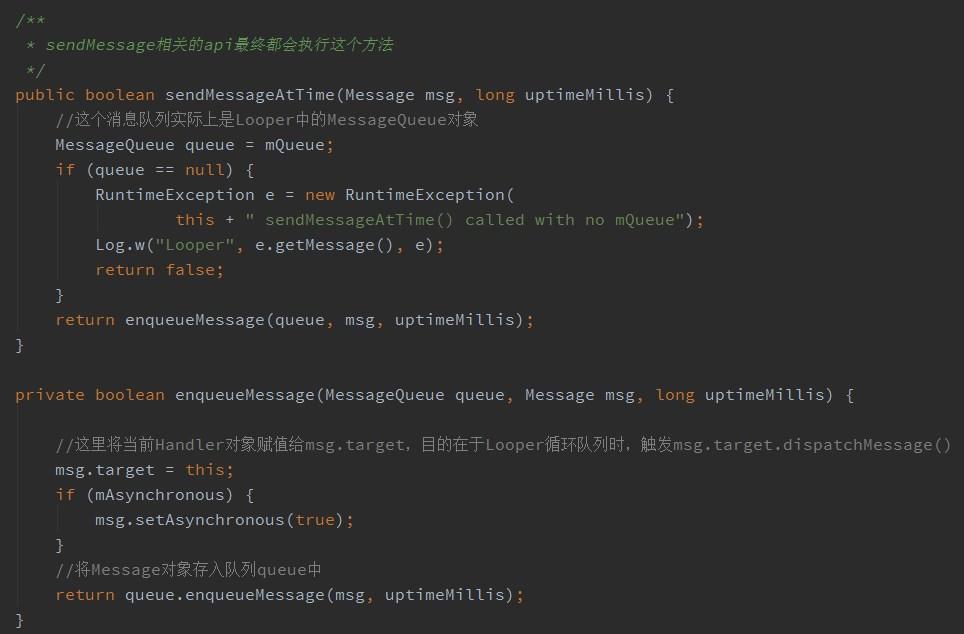 /**
 * sendMessage相关的api最终都会执行这个方法
 */
public boolean sendMessageAtTime(Message msg, long uptimeMillis) {
    //这个消息队列实际上是Looper中的MessageQueue对象
    MessageQueue queue = mQueue;
    if (queue == null) {
        RuntimeException e = new RuntimeException(
                this + " sendMessageAtTime() called with no mQueue");
        Log.w("Looper", e.getMessage(), e);
        return false;
    }
    return enqueueMessage(queue, msg, uptimeMillis);
}
private boolean enqueueMessage(MessageQueue queue, Message msg, long uptimeMillis) {
    //这里将当前Handler对象赋值给msg.target，目的在于Looper循环队列时，触发msg.target.dispatchMessage()
    msg.target = this;
    if (mAsynchronous) {
        msg.setAsynchronous(true);
    }
    //将Message对象存入队列queue中
    return queue.enqueueMessage(msg, uptimeMillis);
}